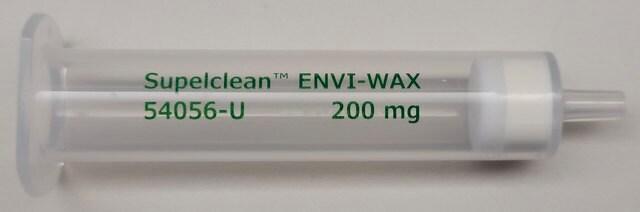 Supelclean™ ENVI-WAX
54056-U 200 mg